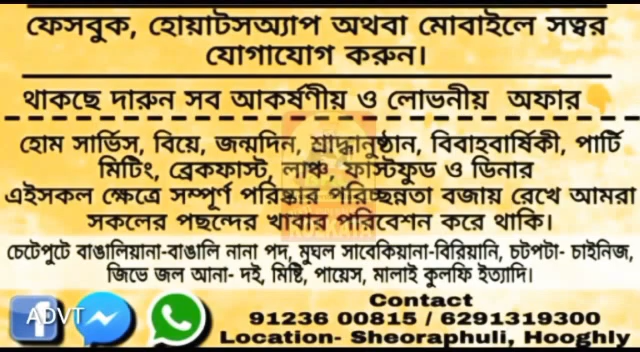 ফেসবুক, হোয়াটসঅ্যাপ অথবা মোবাইলে সত্বর
যোগাযোগ করুন।
থাকছে দারুন সব আকর্ষণীয় ও লোভনীয় অফার
হোম সার্ভিস, বিয়ে, জন্মদিন, শ্রাদ্ধানুষ্ঠান, বিবাহবার্ষিকী, পার্টি
মিটিং, ব্রেকফাস্ট, লাঞ্চ, ফাস্টফুড ও ডিনার
এইসকল ক্ষেত্রে সম্পূর্ণ পরিষ্কার পরিচ্ছন্নতা বজায় রেখে আমরা
সকলের পছন্দের খাবার পরিবেশন করে থাকি।
চেটেপুটে বাঙালিয়ানা-বাঙালি নানা পদ, মুঘল সাবেকিয়ানা-বিরিয়ানি, চটপটা- চাইনিজ,
জিভে জল আনা- দই, মিষ্টি, পায়েস, মালাই কুলফি ইত্যাদি।
Contact
91236 00815 / 6291319300
Location- Sheoraphuli, Hooghly
ADVT